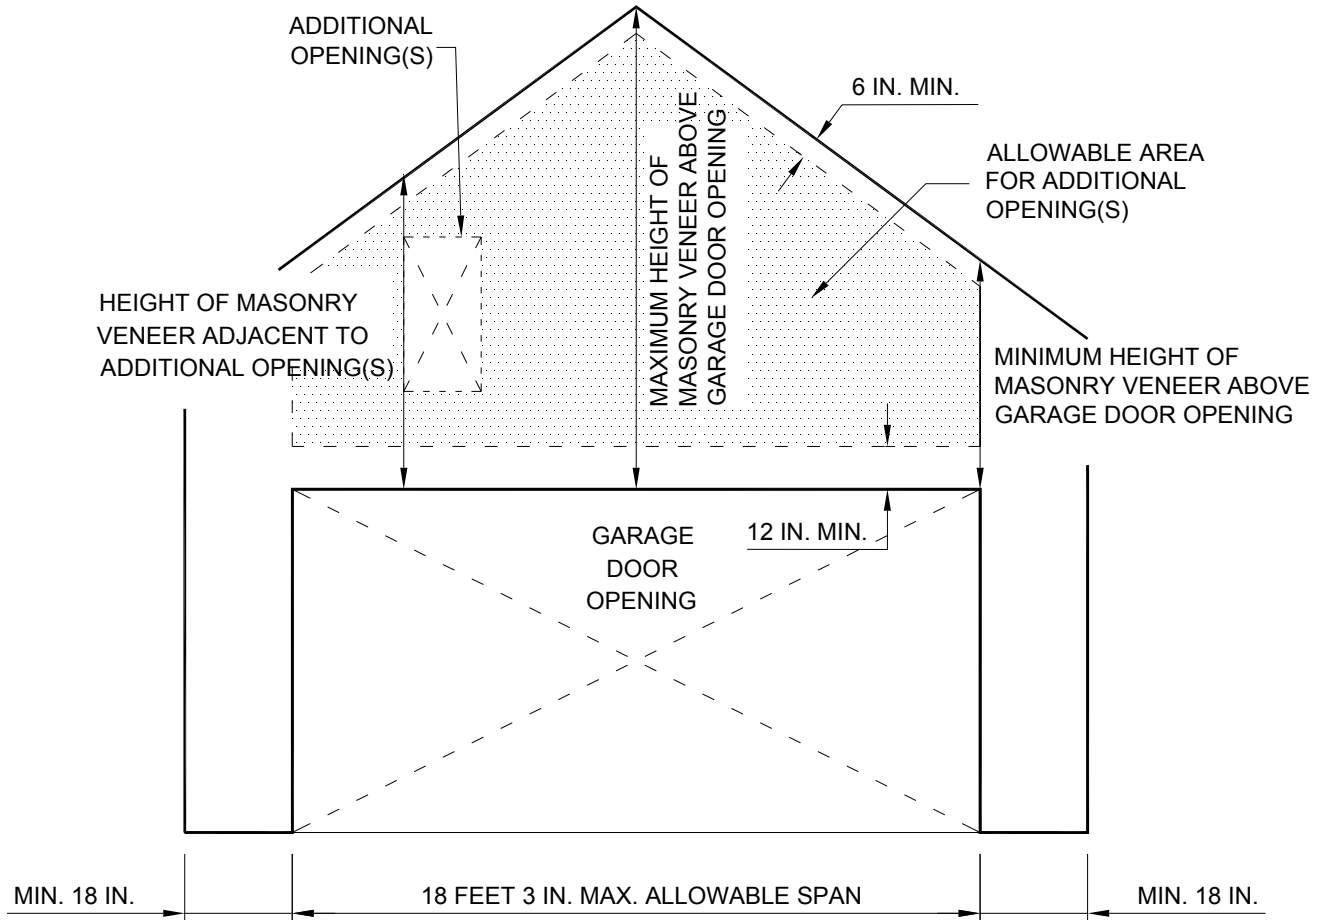 ADDITIONAL
OPENING(S)
6 IN. MIN.
ALLOWABLE AREA
FOR ADDITIONAL
OPENING(S)
MAXIMUM HEIGHT OF
MASONRY VENEER ABOVE
GARAGE DOOR OPENING
HEIGHT OF MASONRY
VENEER ADJACENT TO
ADDITIONAL OPENING(S)
MINIMUM HEIGHT OF
MASONRY VENEER ABOVE
GARAGE DOOR OPENING
12 IN. MIN.
GARAGE
DOOR
OPENING
MIN. 18 IN.
18 FEET 3 IN. MAX. ALLOWABLE SPAN
MIN. 18 IN.